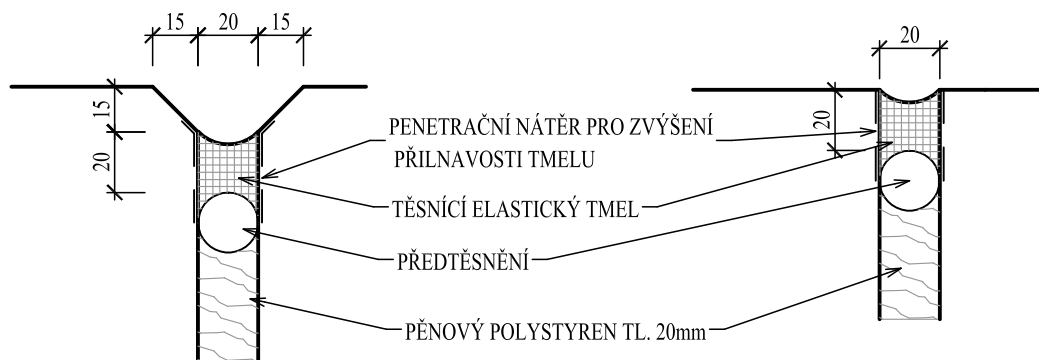 15 20 15
20
15
20
20
PENETRAČNÍ NÁTĚR PRO ZVÝŠENÍ
PŘILNAVOSTI TMELU
TĚSNÍCÍ ELASTICKÝ TMEL
PŘEDTĚSNĚNÍ
PĚNOVÝ POLYSTYREN TL. 20mm